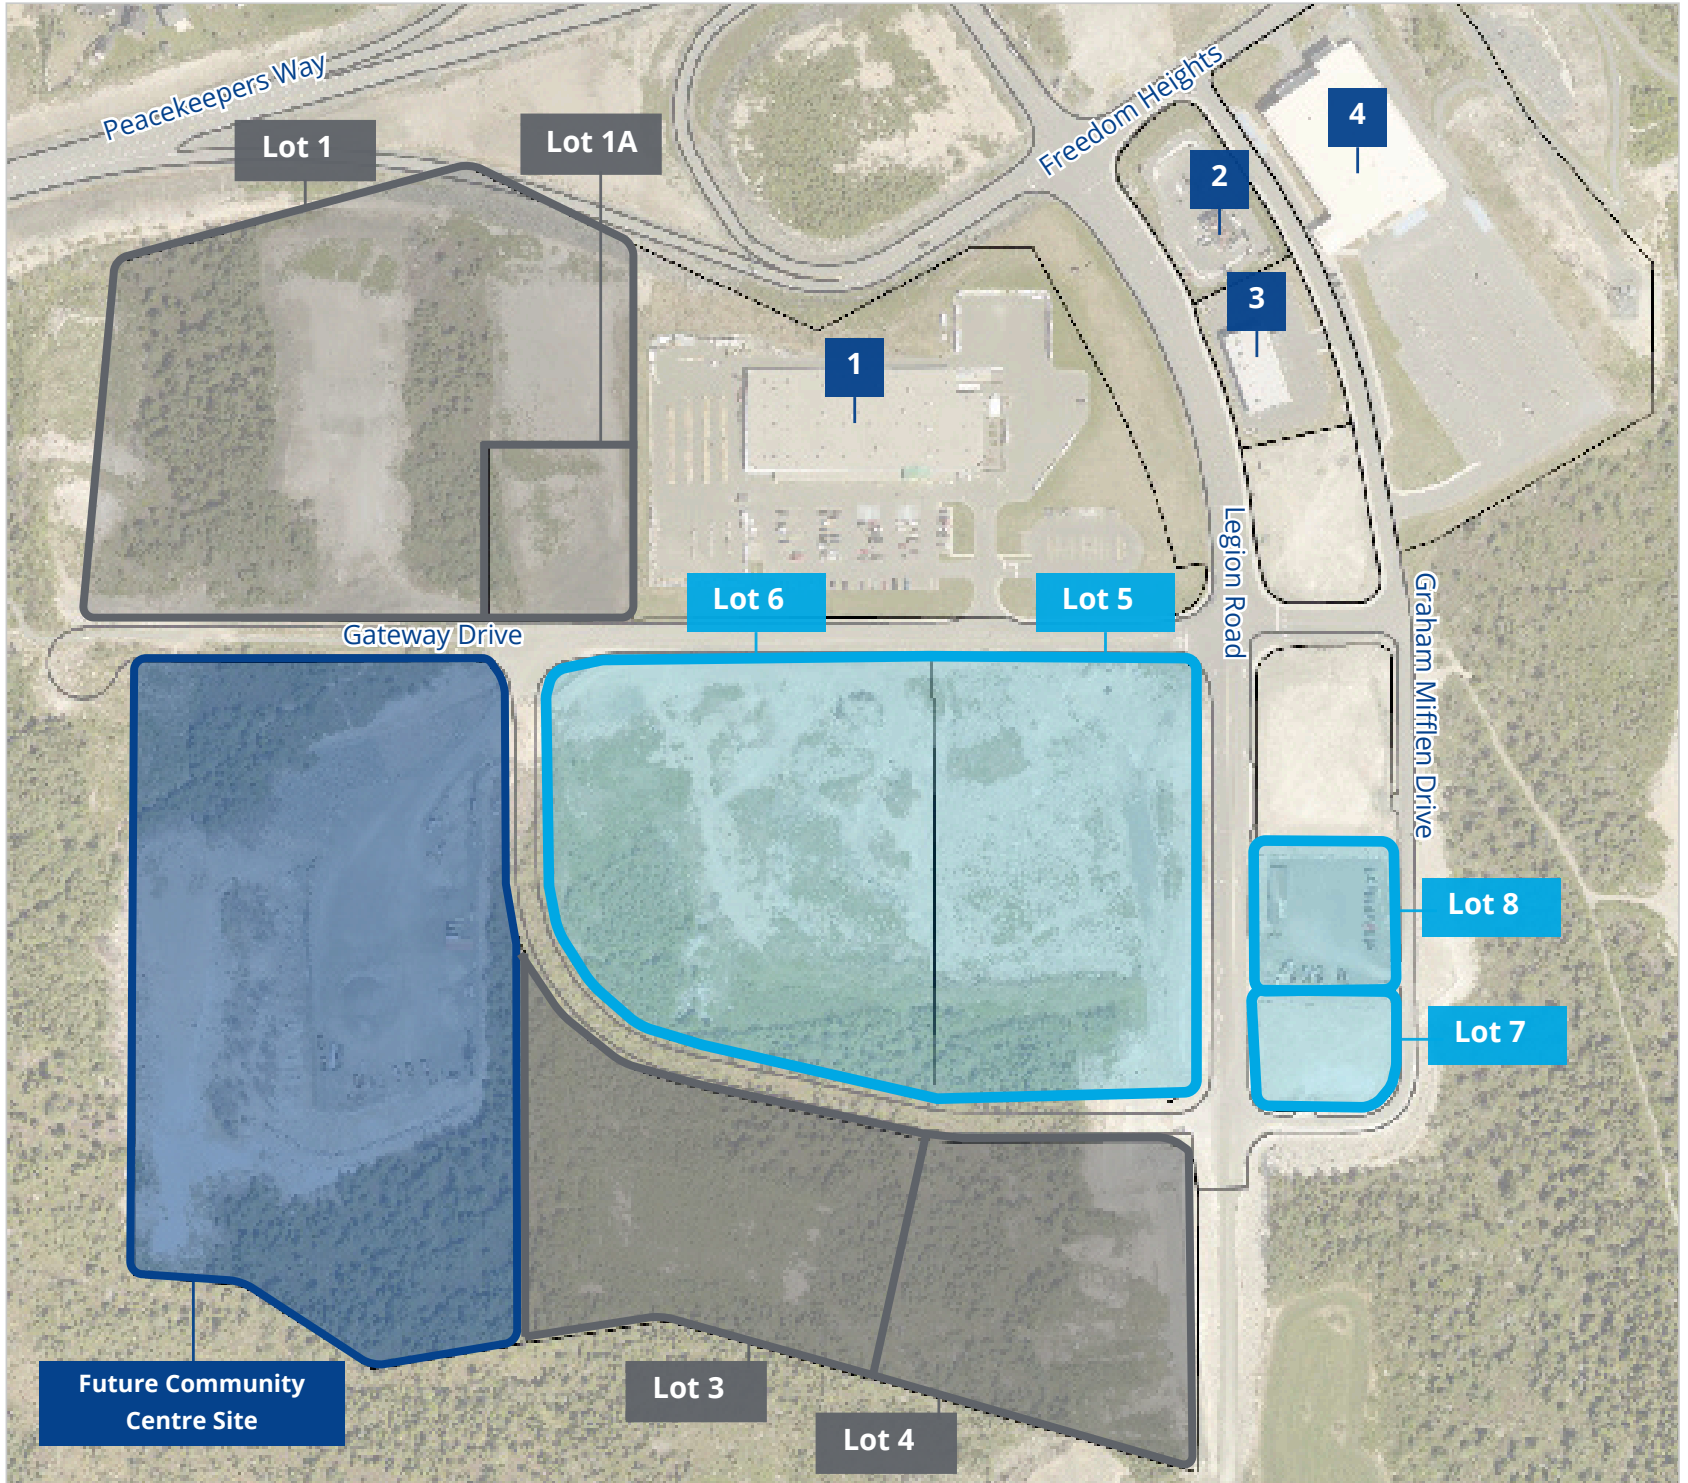 Peacekeepers Way
Freedom Heights
Lot 1
Lot 1A
4
2
3
1
Legion Road
Graham Mifflen Drive
Lot 6
Lot 5
Gateway Drive
Lot 8
Lot 7
Future Community
Centre Site
Lot 3
Lot 4